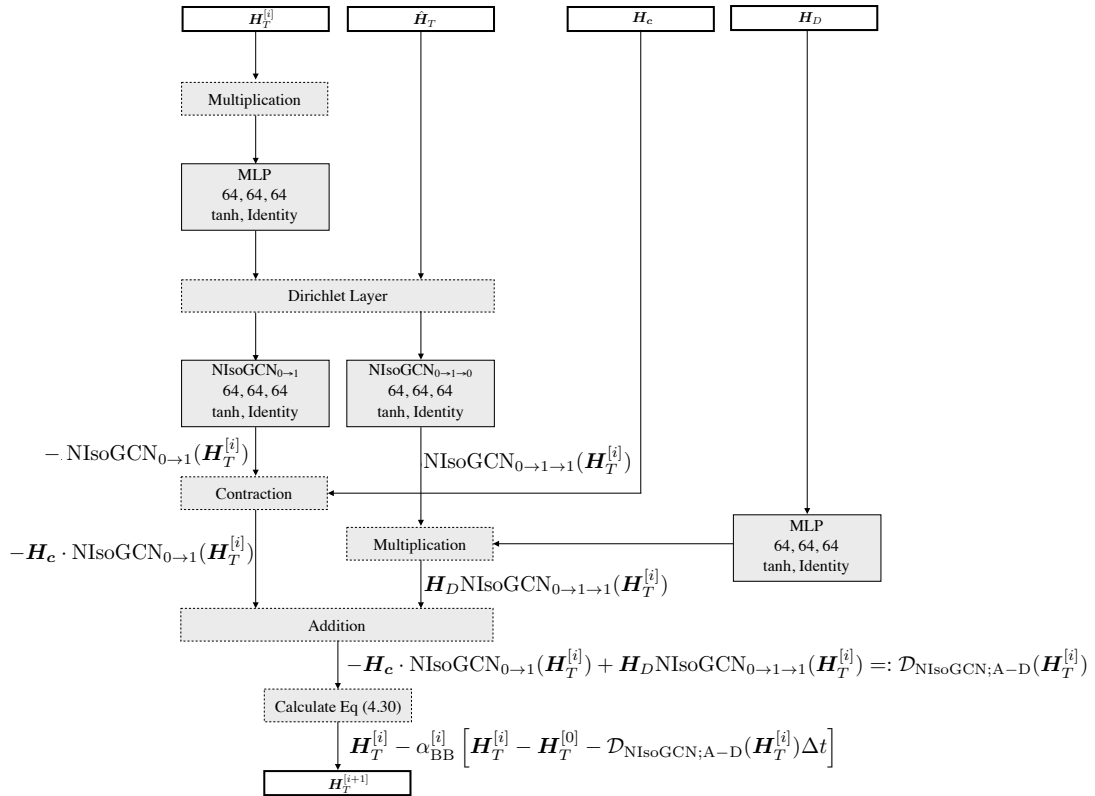 𝑯_T^{[i]} Ĥ_T 𝑯_𝒄 𝑯_D
Multiplication
MLP
64, 64, 64
tanh, Identity
Dirichlet Layer
NIsoGCN_{0→1}
64, 64, 64
tanh, Identity
NIsoGCN_{0→1→0}
64, 64, 64
tanh, Identity
− NIsoGCN_{0→1}(𝑯_T^{[i]})
NIsoGCN_{0→1→1}(𝑯_T^{[i]})
Contraction
MLP
64, 64, 64
tanh, Identity
−𝑯_𝒄 · NIsoGCN_{0→1}(𝑯_T^{[i]})
Multiplication
𝑯_D NIsoGCN_{0→1→1}(𝑯_T^{[i]})
Addition
−𝑯_𝒄 · NIsoGCN_{0→1}(𝑯_T^{[i]}) + 𝑯_D NIsoGCN_{0→1→1}(𝑯_T^{[i]}) =: 𝒟_{NIsoGCN;A−D}(𝑯_T^{[i]})
Calculate Eq (4.30)
𝑯_T^{[i]} − α_{BB}^{[i]} [𝑯_T^{[i]} − 𝑯_T^{[0]} − 𝒟_{NIsoGCN;A−D}(𝑯_T^{[i]})Δt]
𝑯_T^{[i+1]}